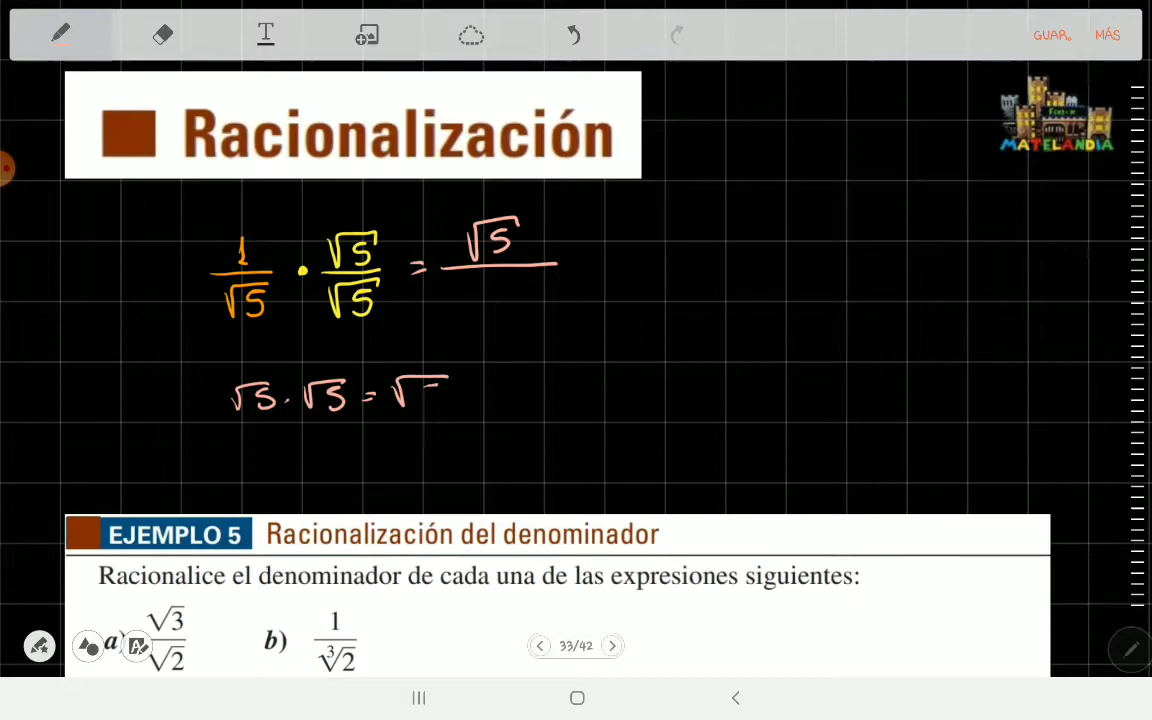 T
GUAR. MÁS
Racionalización
MATELANDIA
1/√5 · √5/√5 = √5
√5 · √5 = √
EJEMPLO 5 Racionalización del denominador
Racionalice el denominador de cada una de las expresiones siguientes:
a) √3/√2 b) 1/∛2
33/42